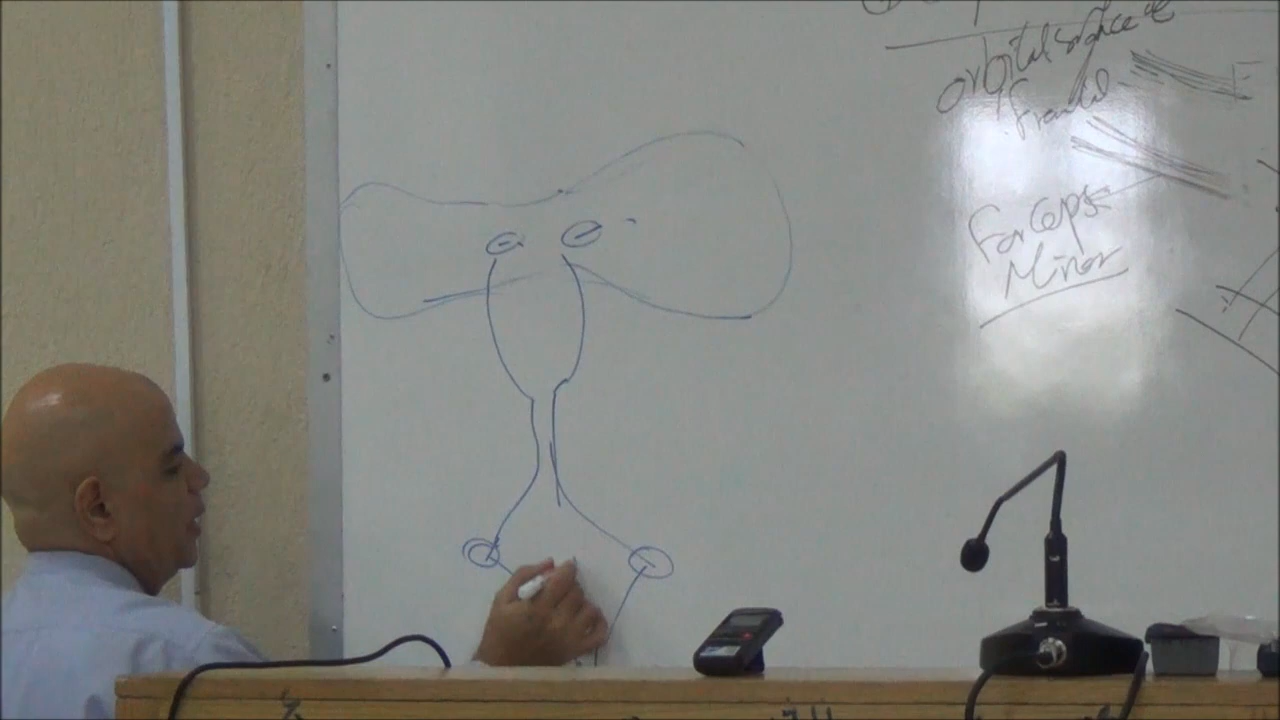 orbital surface of
frontal
Forceps
Minor